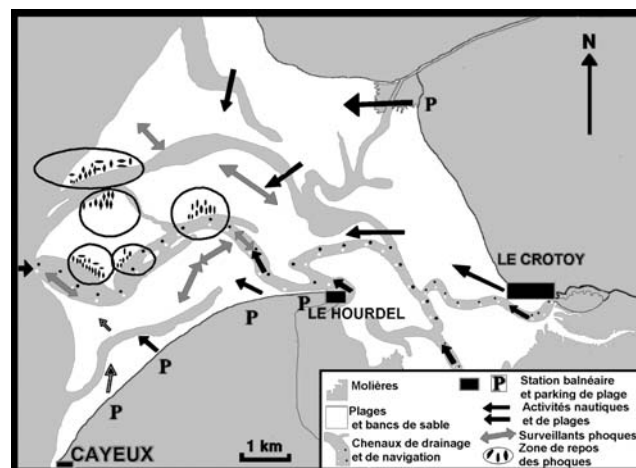 N
P
LE CROTOY
LE HOURDEL
P
P
P
P
CAYEUX
1 km
Molières
Plages
et bancs de sable
Chenaux de drainage
et de navigation
P
Station balnéaire
et parking de plage
Activités nautiques
et de plages
Surveillants phoques
Zone de repos
des phoques